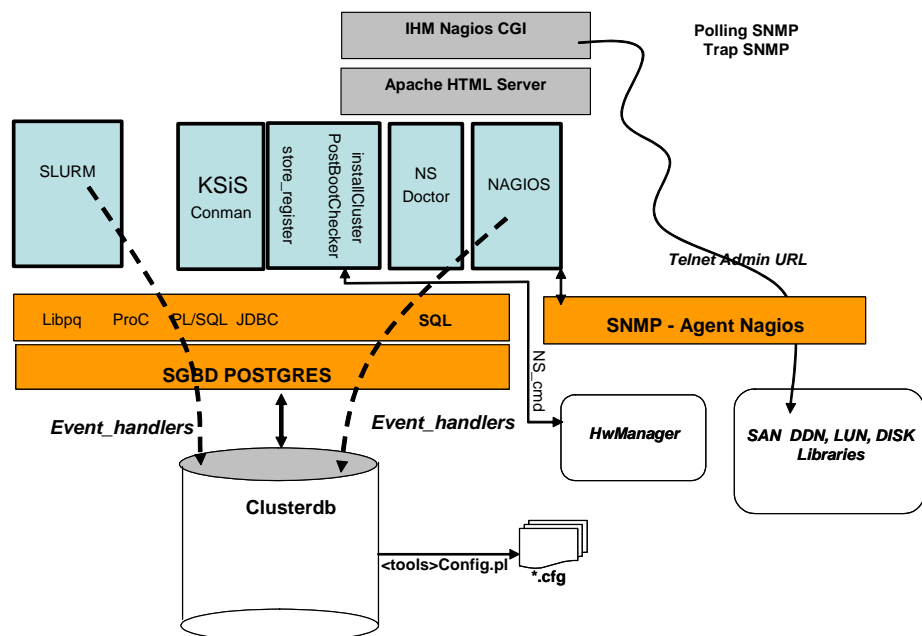 IHM Nagios CGI
Polling SNMP
Trap SNMP
Apache HTML Server
SLURM
KSiS
Conman
store_register
PostBootChecker
installCluster
NS
Doctor
NAGIOS
Telnet Admin URL
Libpq ProC PL/SQL JDBC SQL
SNMP - Agent Nagios
SGBD POSTGRES
NS_cmd
Event_handlers
Event_handlers
HwManager
SAN DDN, LUN, DISK
Libraries
Clusterdb
<tools>Config.pl
*.cfg